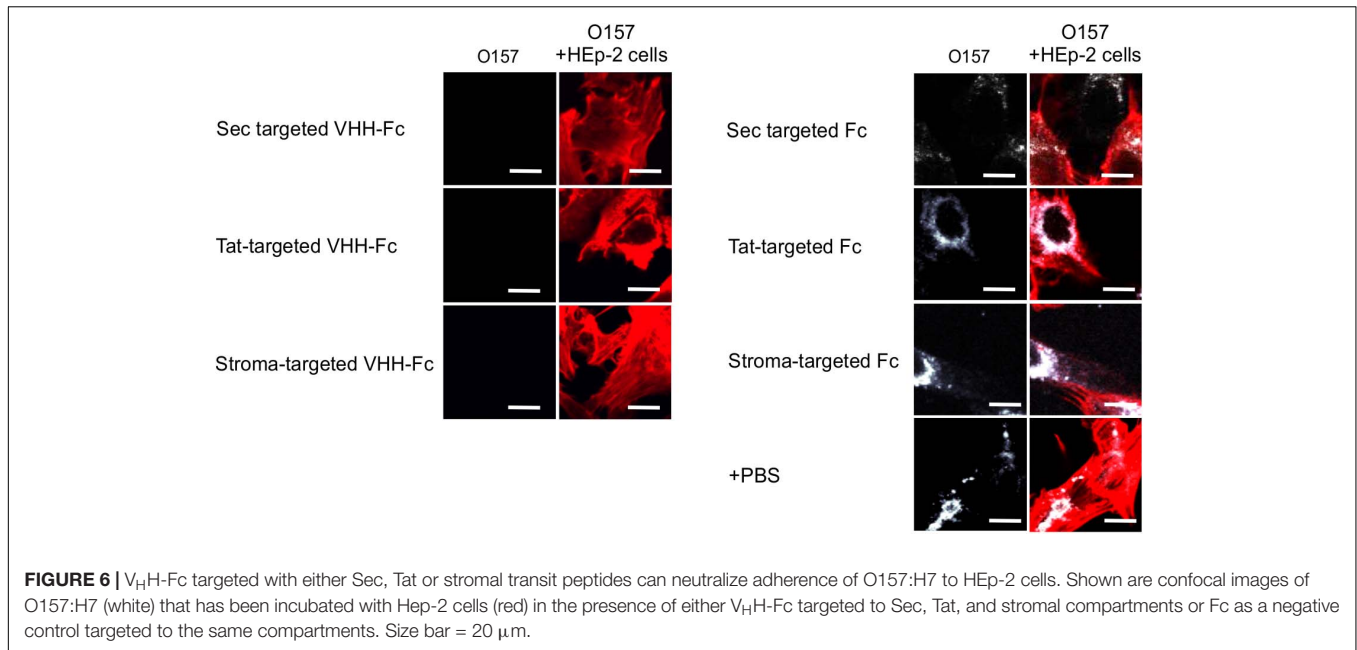 O157
O157
+HEp-2 cells
Sec targeted VHH-Fc
Tat-targeted VHH-Fc
Stroma-targeted VHH-Fc
O157
O157
+HEp-2 cells
Sec targeted Fc
Tat-targeted Fc
Stroma-targeted Fc
+PBS
FIGURE 6 | VHH-Fc targeted with either Sec, Tat or stromal transit peptides can neutralize adherence of O157:H7 to HEp-2 cells. Shown are confocal images of
O157:H7 (white) that has been incubated with Hep-2 cells (red) in the presence of either VHH-Fc targeted to Sec, Tat, and stromal compartments or Fc as a negative
control targeted to the same compartments. Size bar = 20 μm.